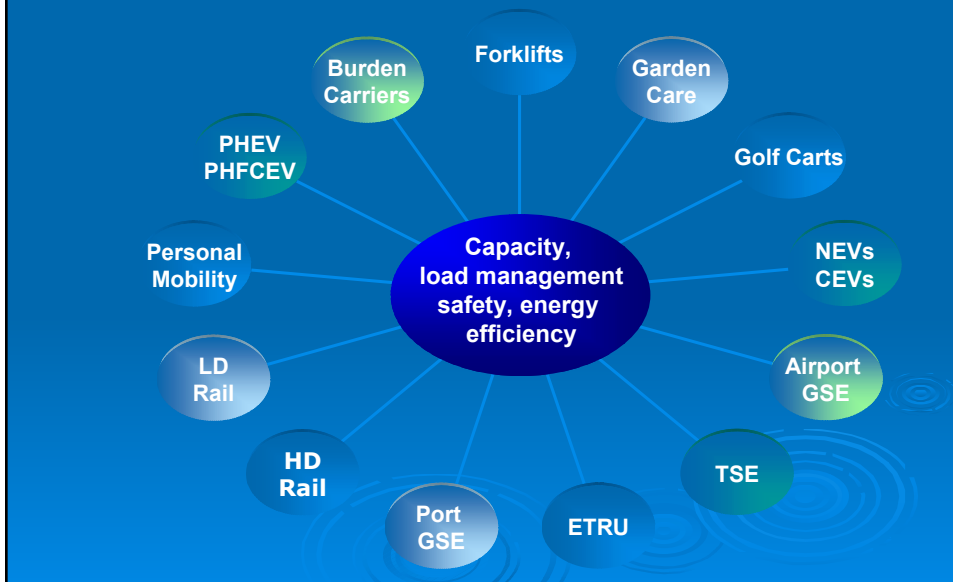 Forklifts
Burden
Carriers
Garden
Care
PHEV
PHFCEV
Golf Carts
Capacity,
load management
safety, energy
efficiency
Personal
Mobility
NEVs
CEVs
LD
Rail
Airport
GSE
HD
Rail
TSE
Port
GSE
ETRU